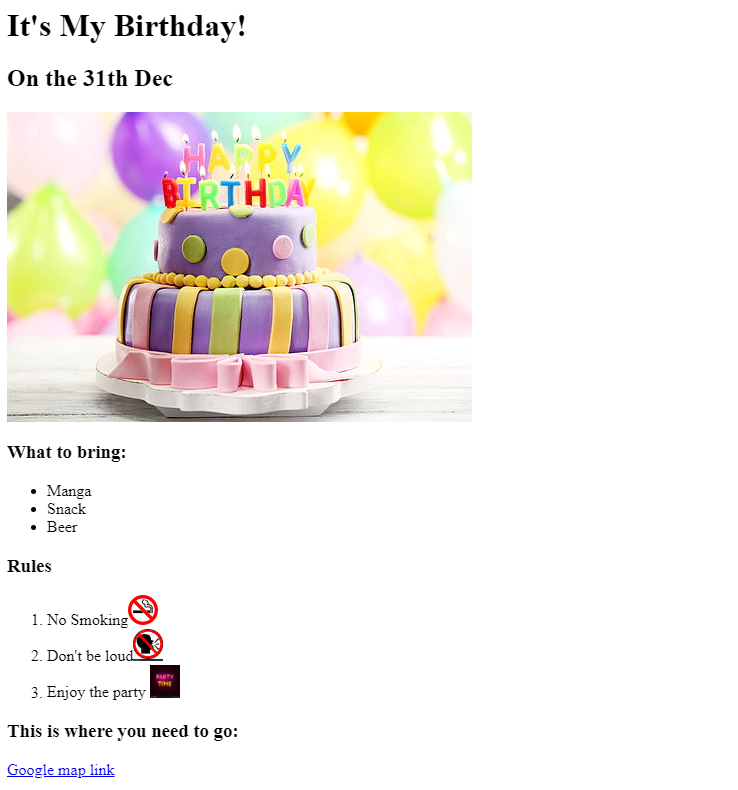 It's My Birthday!
On the 31th Dec
HAPPY
BIRTHDAY
What to bring:
• Manga
• Snack
• Beer
Rules
1. No Smoking
2. Don't be loud
3. Enjoy the party
PARTY
TIME
This is where you need to go:
Google map link